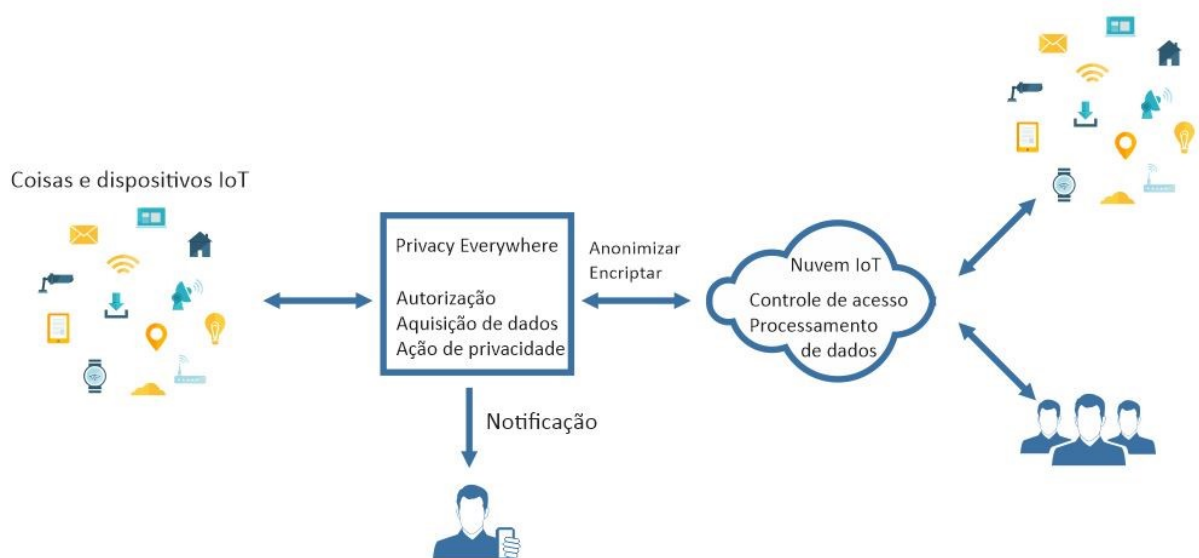 Coisas e dispositivos IoT
Privacy Everywhere
Autorização
Aquisição de dados
Ação de privacidade
Anonimizar
Encriptar
Nuvem IoT
Controle de acesso
Processamento
de dados
Notificação